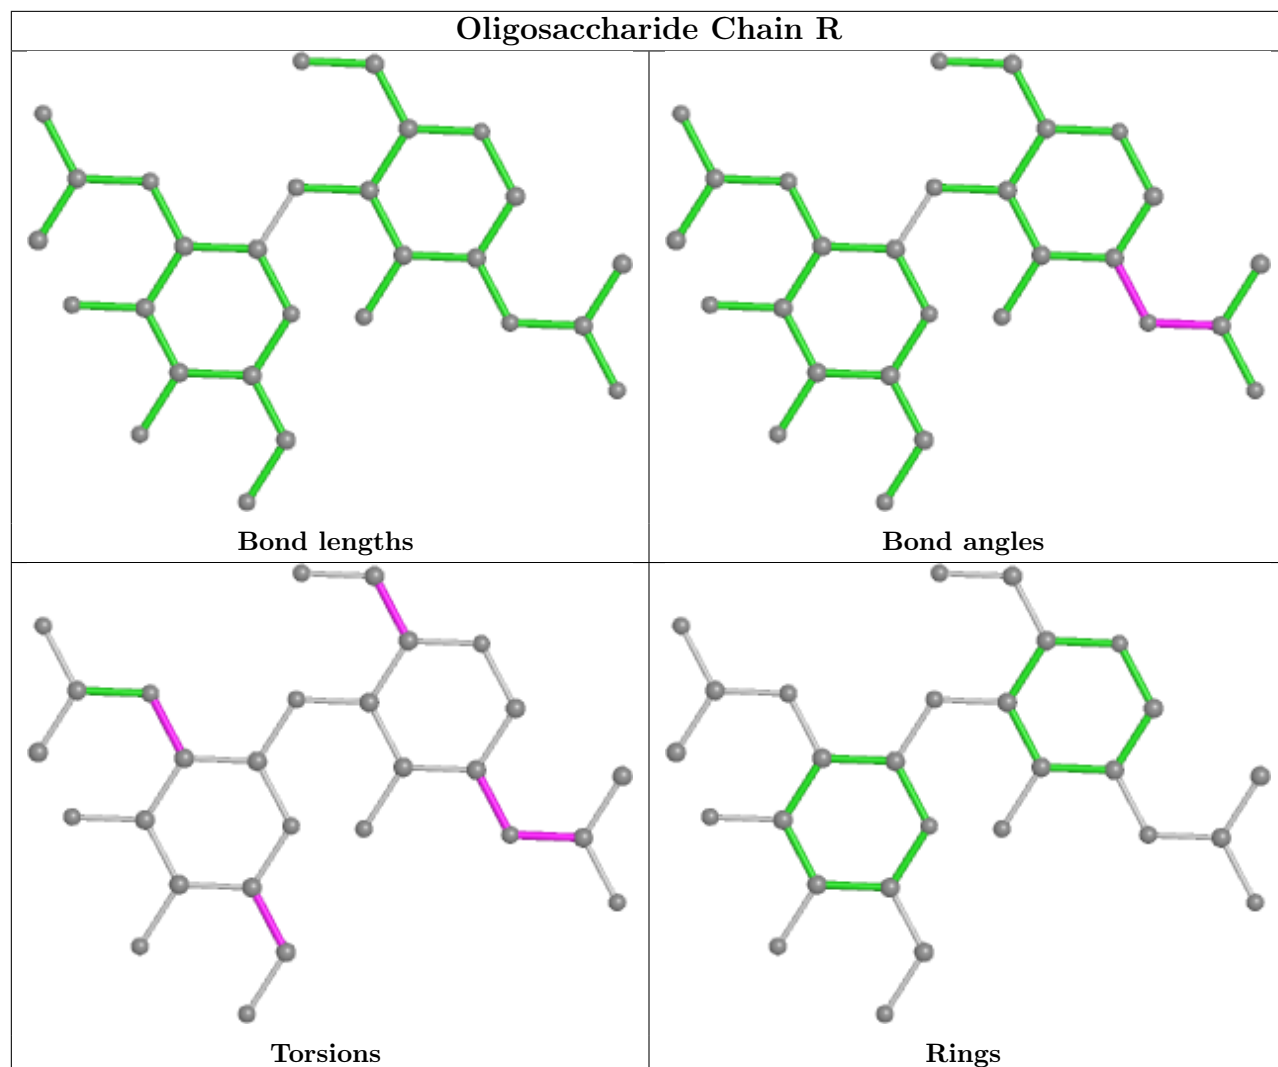 Oligosaccharide Chain R
Bond lengths
Bond angles
Torsions
Rings